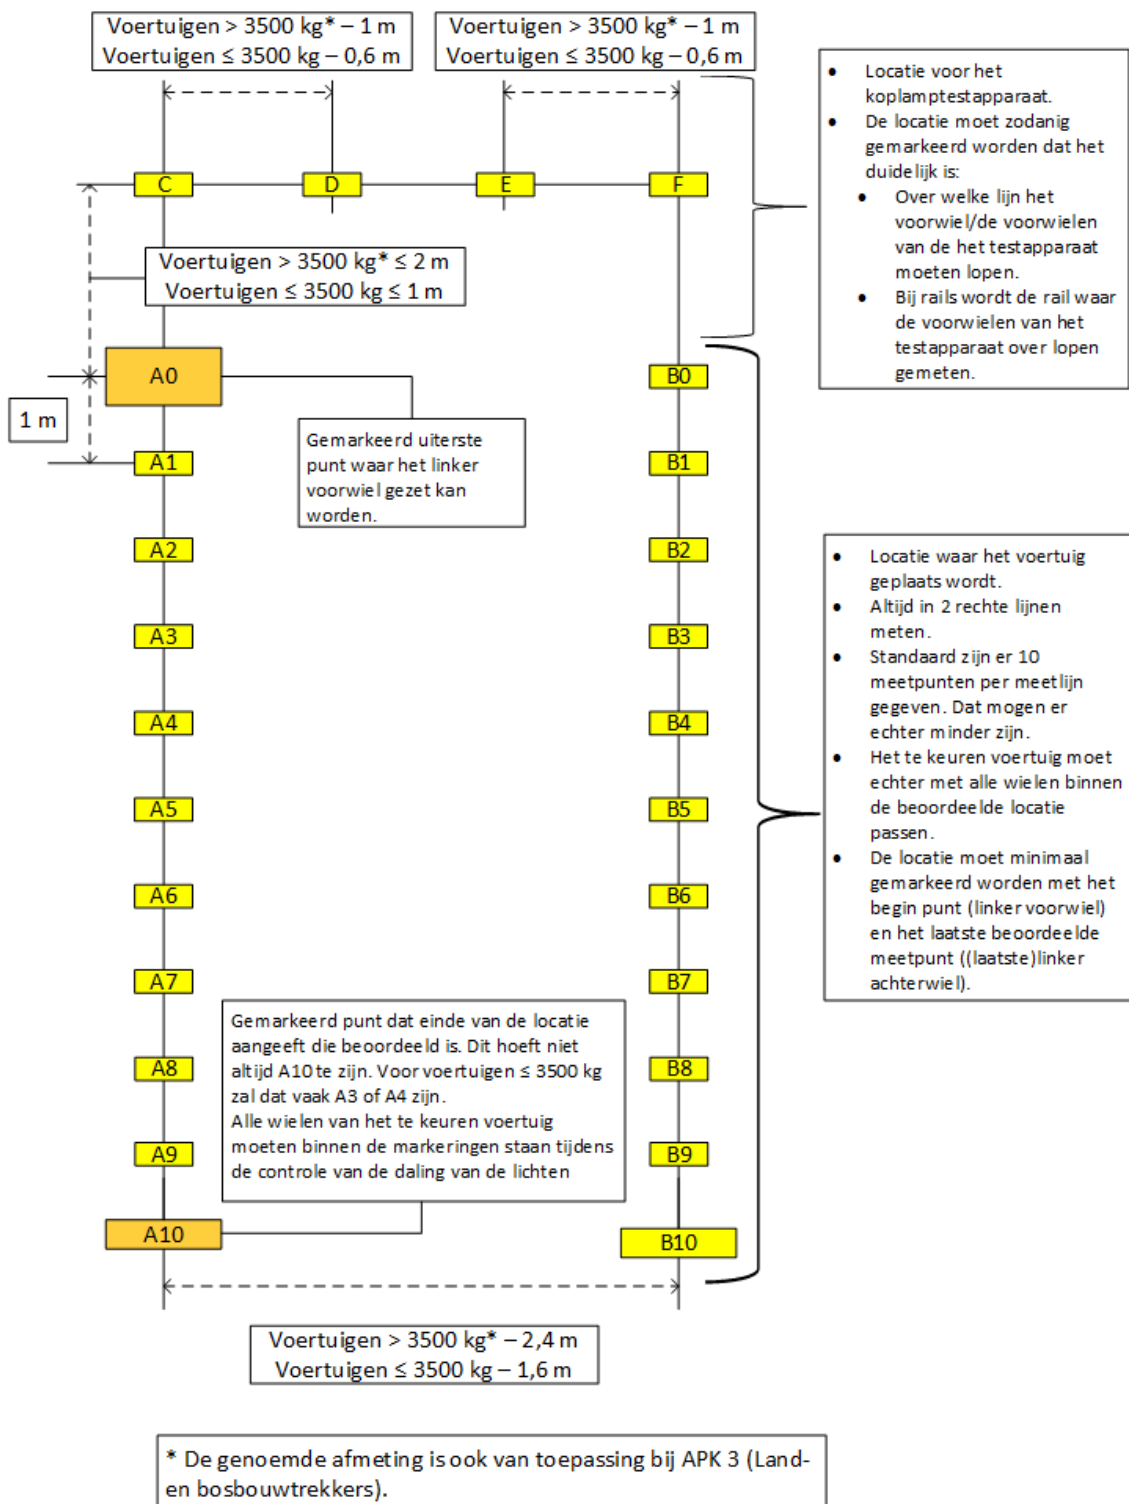 Voertuigen > 3500 kg* – 1 m
Voertuigen ≤ 3500 kg – 0,6 m
Voertuigen > 3500 kg* – 1 m
Voertuigen ≤ 3500 kg – 0,6 m
• Locatie voor het
koplamptestapparaat.
• De locatie moet zodanig
gemarkeerd worden dat het
duidelijk is:
• Over welke lijn het
voorwiel/de voorwielen
van de het testapparaat
moeten lopen.
• Bij rails wordt de rail waar
de voorwielen van het
testapparaat over lopen
gemeten.
C
D
E
F
Voertuigen > 3500 kg* ≤ 2 m
Voertuigen ≤ 3500 kg ≤ 1 m
A0
B0
1 m
Gemarkeerd uiterste
punt waar het linker
voorwiel gezet kan
worden.
A1
B1
A2
B2
A3
B3
A4
B4
A5
B5
A6
B6
A7
B7
• Locatie waar het voertuig
geplaats wordt.
• Altijd in 2 rechte lijnen
meten.
• Standaard zijn er 10
meetpunten per meetlijn
gegeven. Dat mogen er
echter minder zijn.
• Het te keuren voertuig moet
echter met alle wielen binnen
de beoordeelde locatie
passen.
• De locatie moet minimaal
gemarkeerd worden met het
begin punt (linker voorwiel)
en het laatste beoordeelde
meetpunt ((laatste)linker
achterwiel).
Gemarkeerd punt dat einde van de locatie
aangeeft die beoordeeld is. Dit hoeft niet
altijd A10 te zijn. Voor voertuigen ≤ 3500 kg
zal dat vaak A3 of A4 zijn.
Alle wielen van het te keuren voertuig
moeten binnen de markeringen staan tijdens
de controle van de daling van de lichten
A8
B8
A9
B9
A10
B10
Voertuigen > 3500 kg* – 2,4 m
Voertuigen ≤ 3500 kg – 1,6 m
* De genoemde afmeting is ook van toepassing bij APK 3 (Land-
en bosbouwtrekkers).